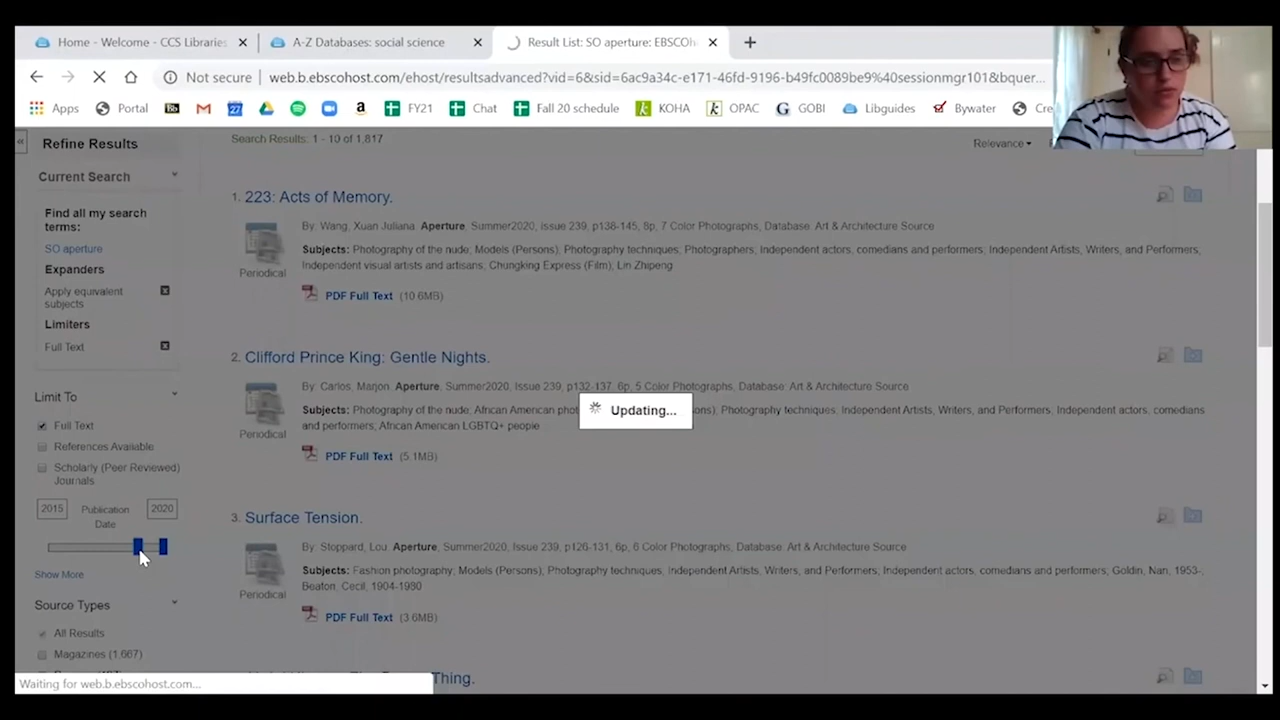 Home - Welcome - CCS Libraries
A-Z Databases: social science
Result List: SO aperture: EBSCOh
Not secure web.b.ebscohost.com/ehost/resultsadvanced?vid=6&sid=6ac9a34c-e171-46fd-9196-b49fc0089be9%40sessionmgr101&bquer...
Apps Portal FY21 Chat Fall 20 schedule KOHA OPAC GOBI Libguides Bywater Cre
Refine Results
Search Results: 1 - 10 of 1,817
Relevance
Current Search
Find all my search
terms:
SO aperture
Expanders
Apply equivalent
subjects
Limiters
Full Text
Limit To
Full Text
References Available
Scholarly (Peer Reviewed)
Journals
2015 Publication 2020
Date
Show More
Source Types
All Results
Magazines (1,667)
1. 223: Acts of Memory.
By: Wang, Xuan Juliana. Aperture. Summer2020, Issue 239, p136-145, 8p, 7 Color Photographs, Database: Art & Architecture Source
Subjects: Photography of the nude; Models (Persons); Photography techniques; Photographers; Independent actors, comedians and performers; Independent Artists, Writers, and Performers;
Independent visual artists and artisans; Chungking Express (Film); Lin Zhipeng
Periodical
PDF Full Text (10.6MB)
2. Clifford Prince King: Gentle Nights.
By: Carlos, Marjon. Aperture. Summer2020, Issue 239, p132-137, 6p, 5 Color Photographs, Database: Art & Architecture Source
Subjects: Photography of the nude; African American phot ons); Photography techniques; Independent Artists, Writers, and Performers; Independent actors, comedians
and performers; African American LGBTQ+ people
Periodical
PDF Full Text (5.1MB)
Updating...
3. Surface Tension.
By: Stoppard, Lou. Aperture. Summer2020, Issue 239, p126-131, 6p, 6 Color Photographs, Database: Art & Architecture Source
Subjects: Fashion photography; Models (Persons); Photography techniques; Independent Artists, Writers, and Performers; Independent actors, comedians and performers; Goldin, Nan, 1953-;
Beaton, Cecil, 1904-1980
Periodical
PDF Full Text (3.6MB)
Thing.
Waiting for web.b.ebscohost.com...